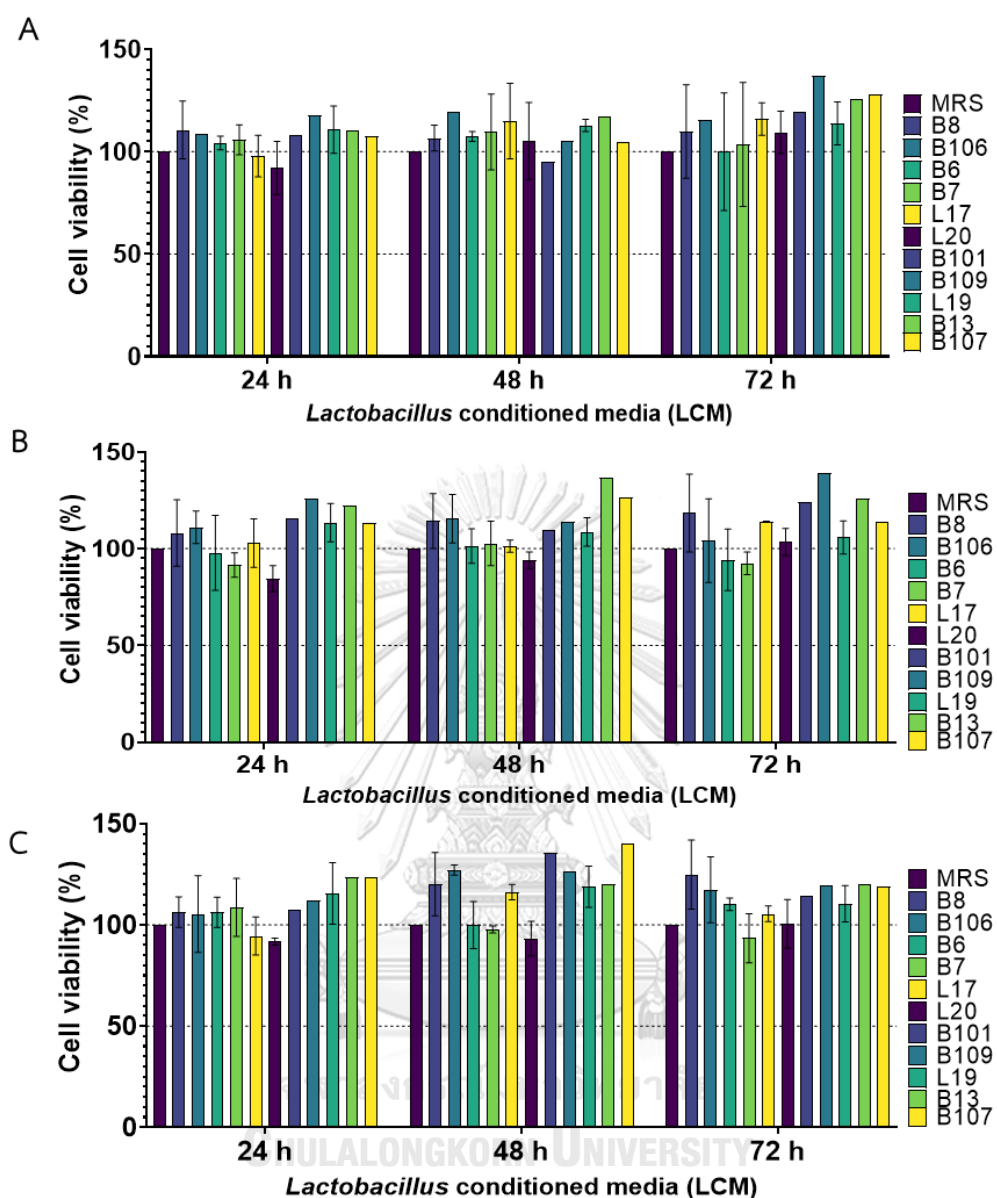 A
Cell viability (%)
150
100
50
0
24 h
48 h
72 h
Lactobacillus conditioned media (LCM)
MRS
B8
B106
B6
B7
L17
L20
B101
B109
L19
B13
B107
B
Cell viability (%)
150
100
50
0
24 h
48 h
72 h
Lactobacillus conditioned media (LCM)
MRS
B8
B106
B6
B7
L17
L20
B101
B109
L19
B13
B107
C
Cell viability (%)
150
100
50
0
24 h
48 h
72 h
Lactobacillus conditioned media (LCM)
MRS
B8
B106
B6
B7
L17
L20
B101
B109
L19
B13
B107
CHULALONGKORN UNIVERSITY